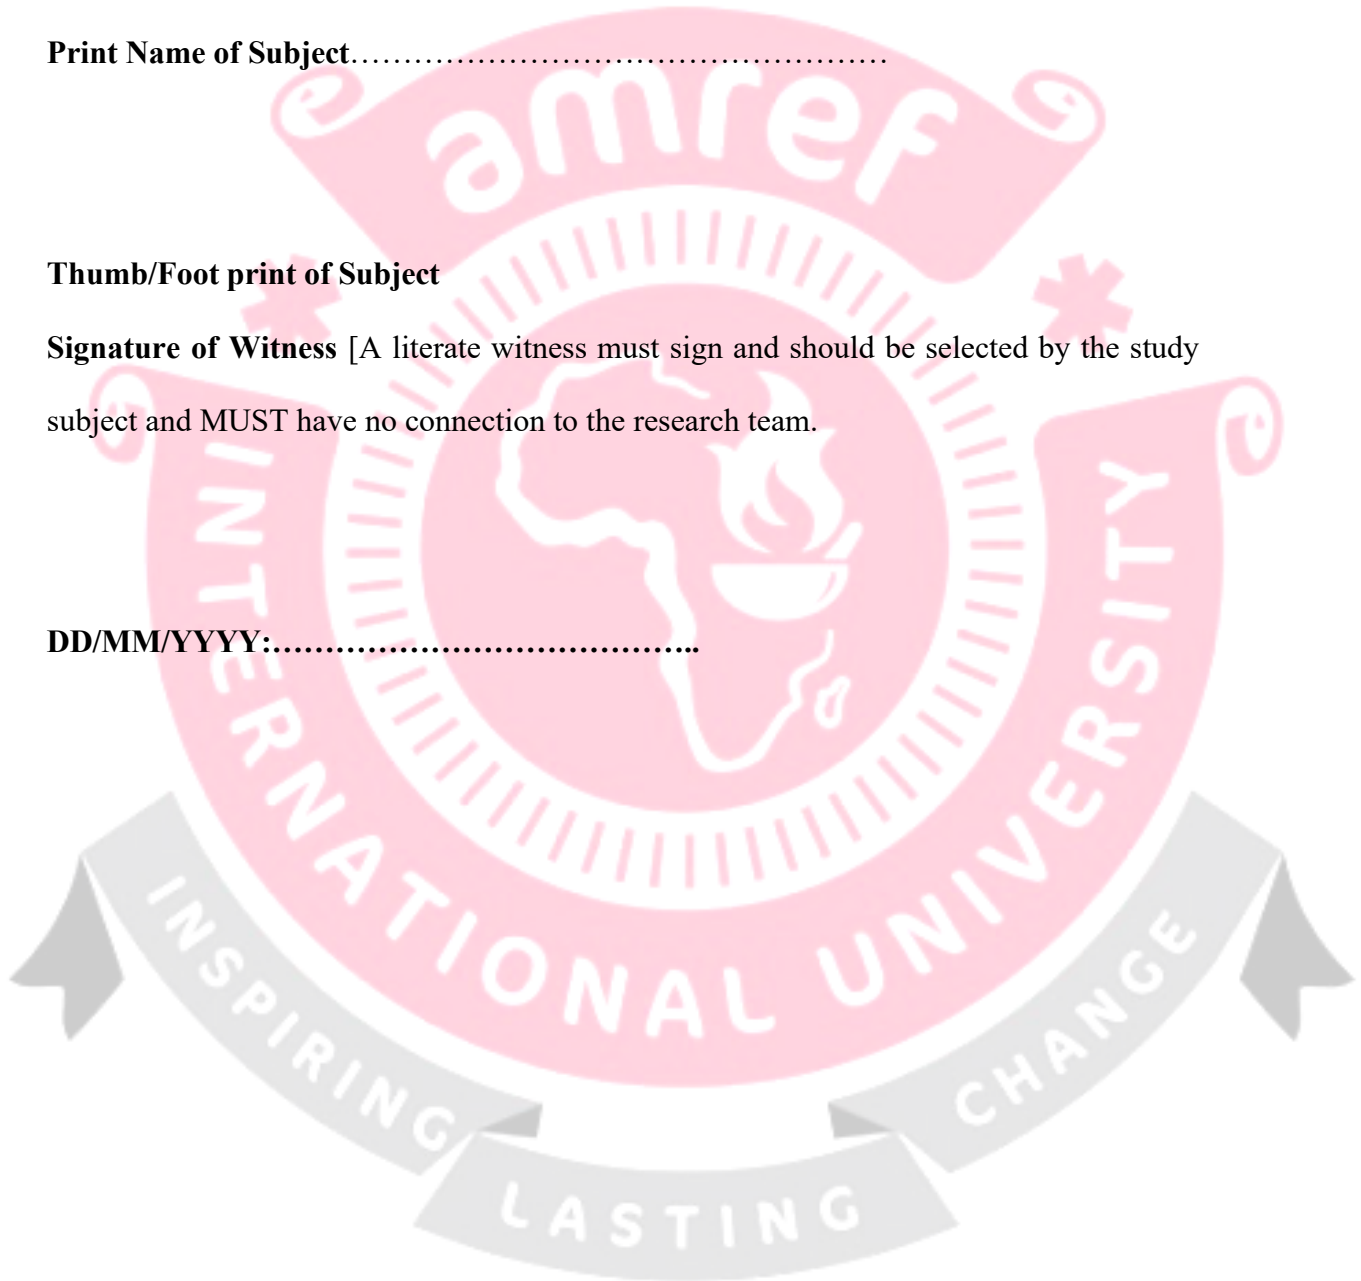 Print Name of Subject……………………………………………
amref
Thumb/Foot print of Subject
Signature of Witness [A literate witness must sign and should be selected by the study
subject and MUST have no connection to the research team.
DD/MM/YYYY:…………………………………..
INTERNATIONAL UNIVERSITY
INSPIRING
LASTING
CHANGE